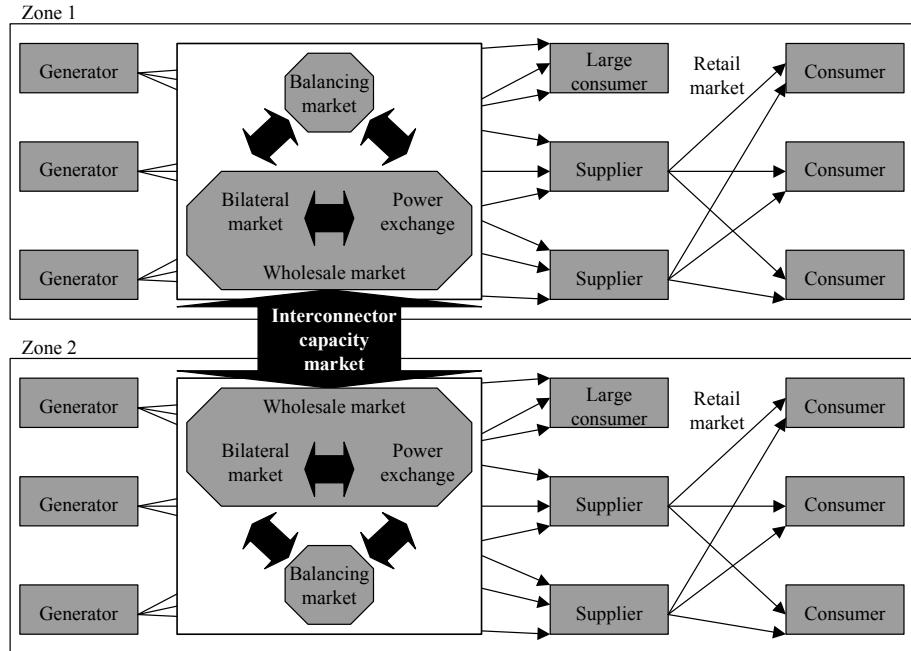 Zone 1
Generator
Balancing
market
Large
consumer
Retail
market
Consumer
Generator
Bilateral
market
Power
exchange
Wholesale market
Supplier
Consumer
Generator
Supplier
Consumer
Interconnector
capacity
market
Zone 2
Generator
Wholesale market
Bilateral
market
Power
exchange
Large
consumer
Retail
market
Consumer
Generator
Supplier
Consumer
Generator
Balancing
market
Supplier
Consumer